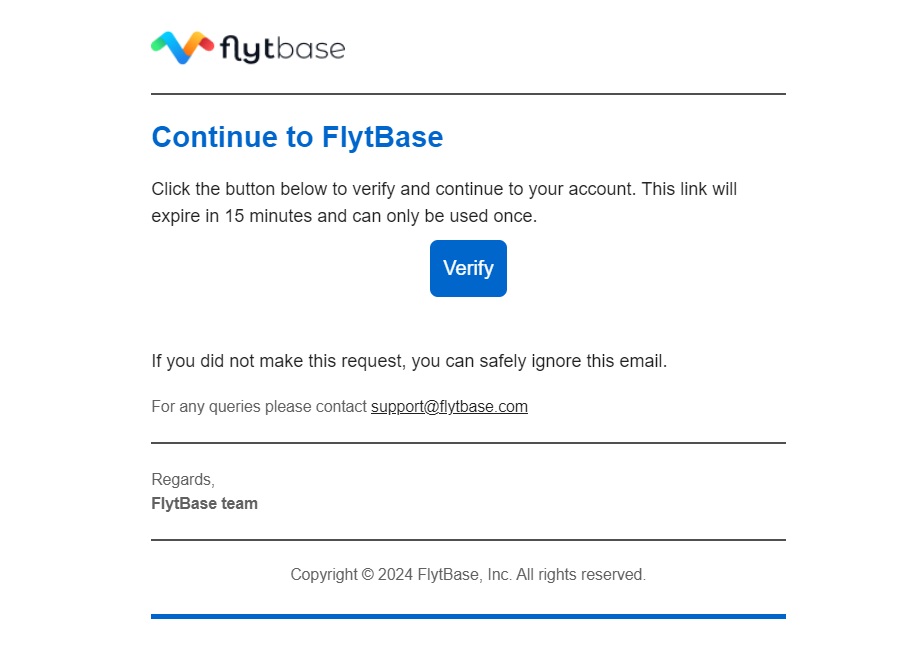 flytbase
Continue to FlytBase
Click the button below to verify and continue to your account. This link will
expire in 15 minutes and can only be used once.
Verify
If you did not make this request, you can safely ignore this email.
For any queries please contact support@flytbase.com
Regards,
FlytBase team
Copyright © 2024 FlytBase, Inc. All rights reserved.